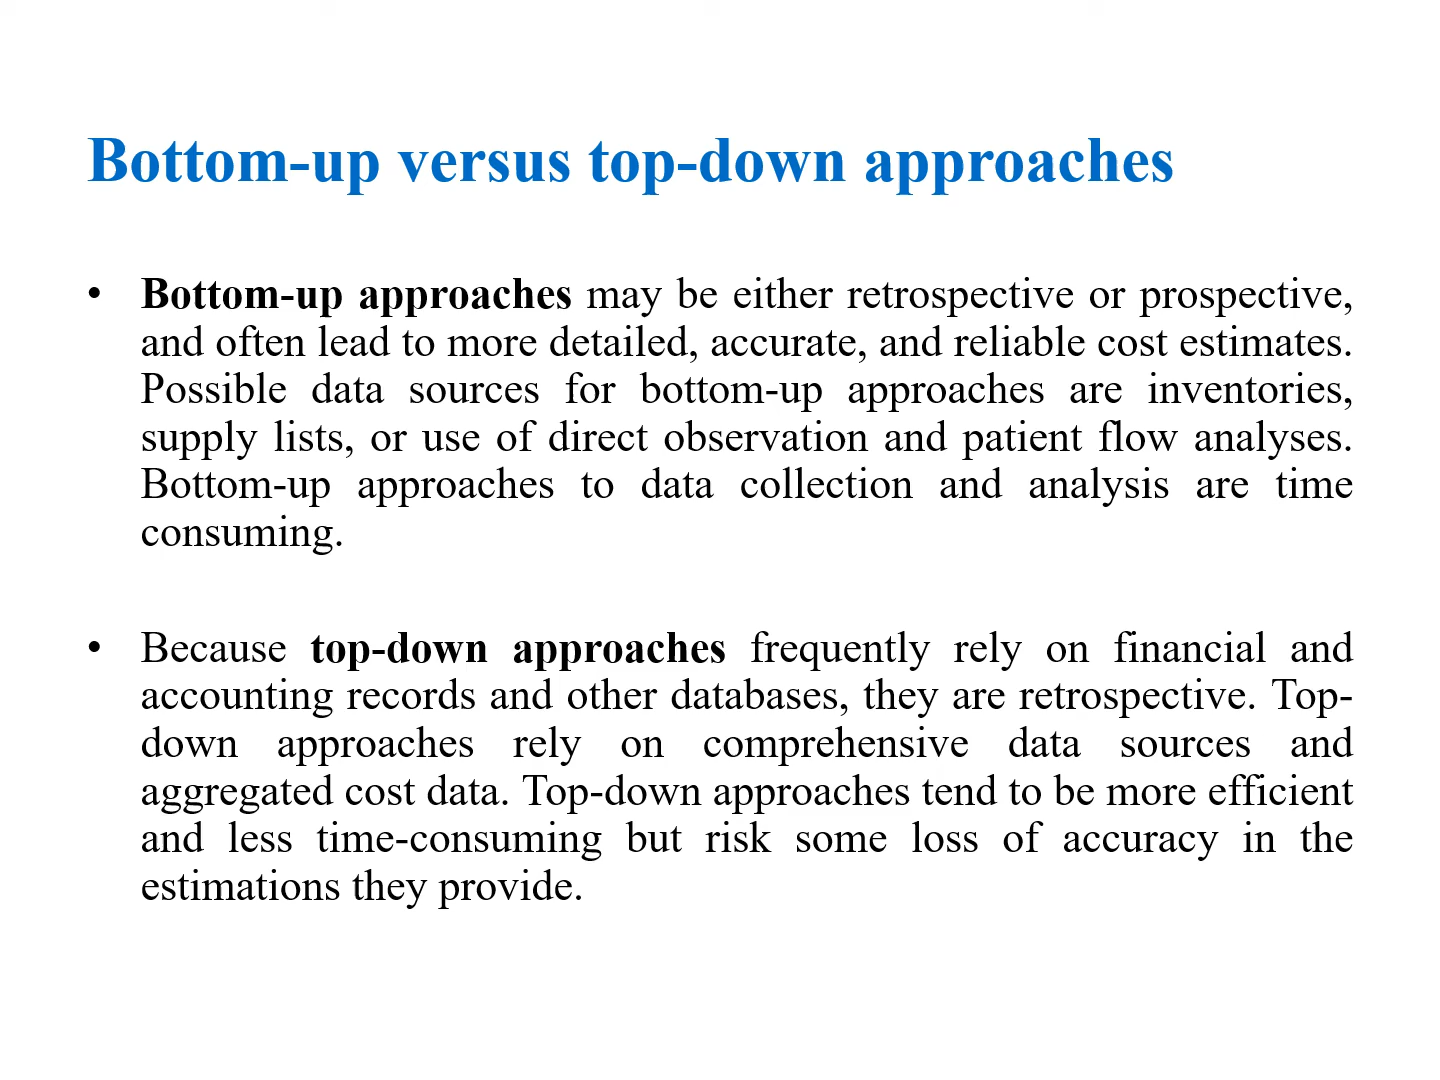 Bottom-up versus top-down approaches
• Bottom-up approaches may be either retrospective or prospective,
and often lead to more detailed, accurate, and reliable cost estimates.
Possible data sources for bottom-up approaches are inventories,
supply lists, or use of direct observation and patient flow analyses.
Bottom-up approaches to data collection and analysis are time
consuming.
• Because top-down approaches frequently rely on financial and
accounting records and other databases, they are retrospective. Top-
down approaches rely on comprehensive data sources and
aggregated cost data. Top-down approaches tend to be more efficient
and less time-consuming but risk some loss of accuracy in the
estimations they provide.